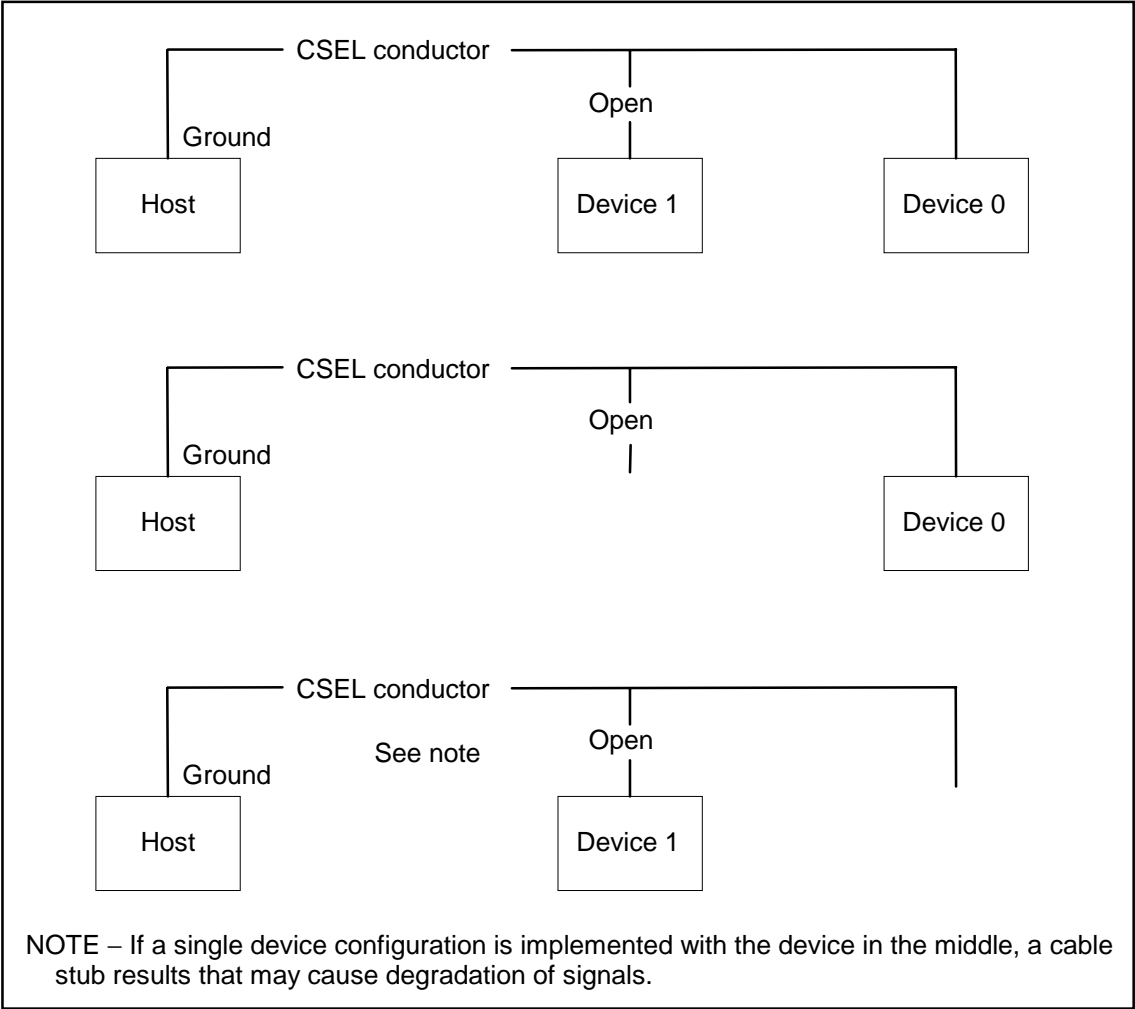 CSEL conductor
Open
Ground
Host
Device 1
Device 0
CSEL conductor
Open
Ground
Host
Device 0
CSEL conductor
Open
See note
Ground
Host
Device 1
NOTE – If a single device configuration is implemented with the device in the middle, a cable
stub results that may cause degradation of signals.